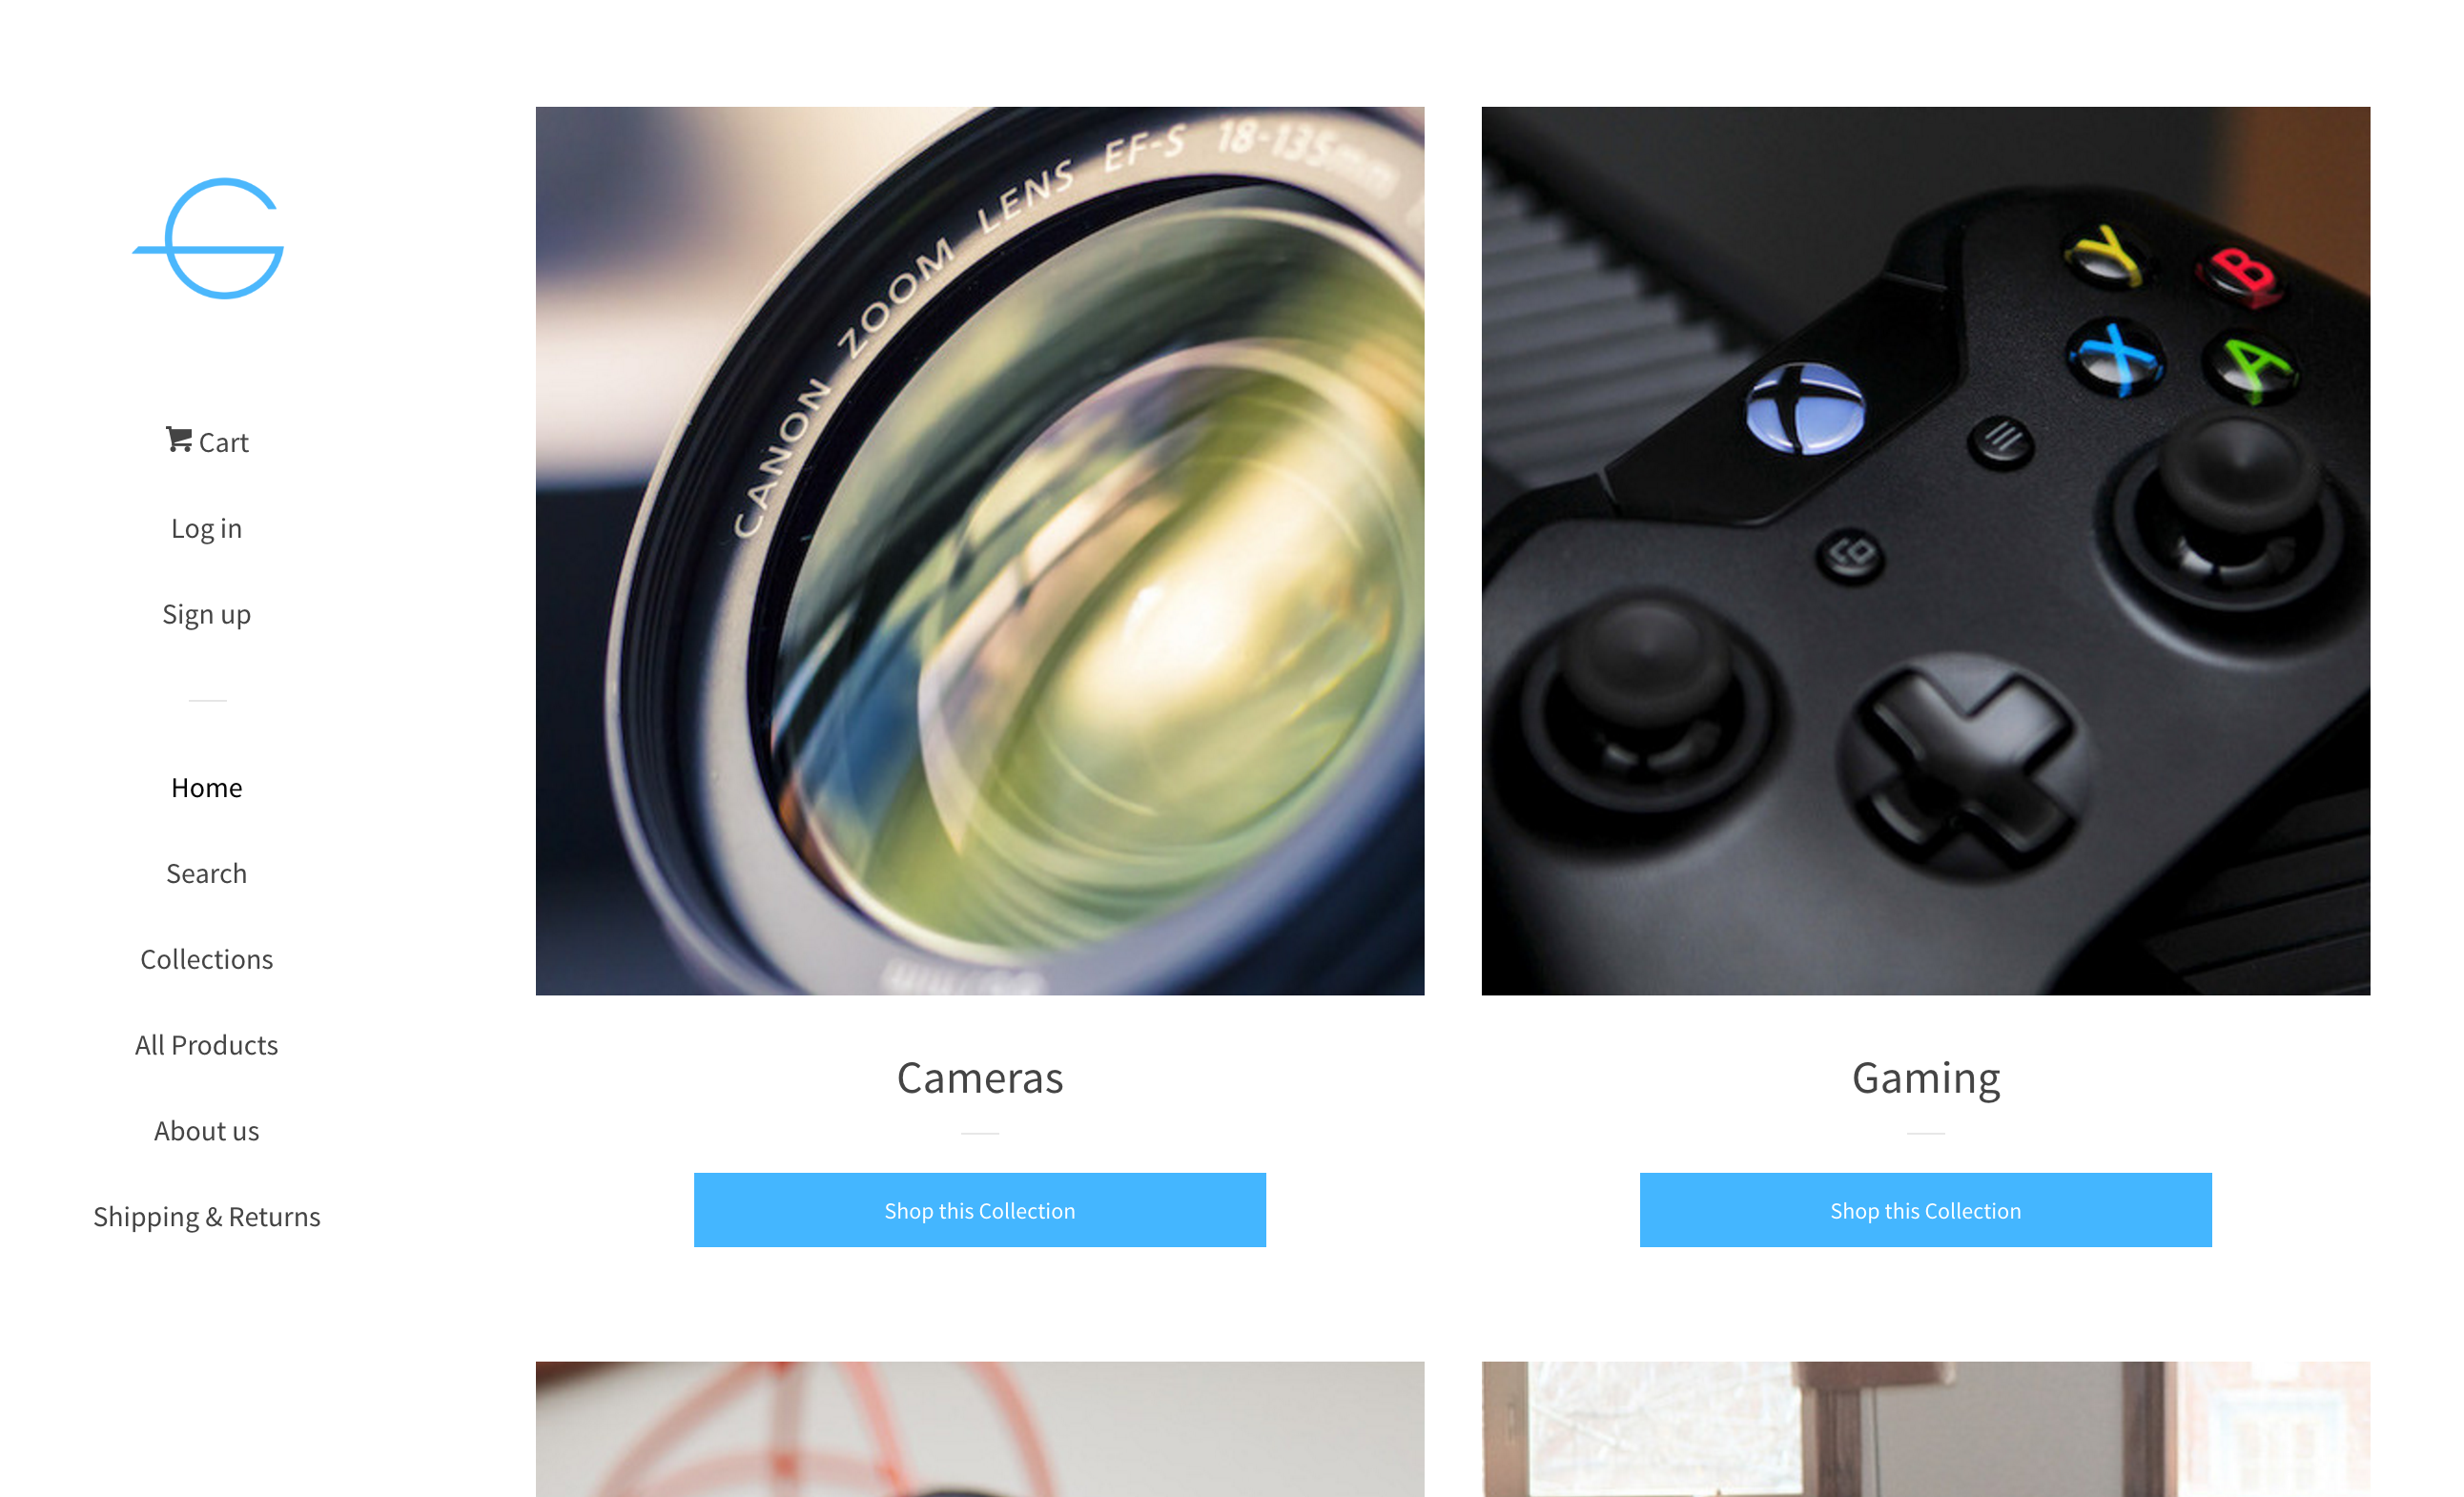 Cart
Log in
Sign up
Home
Search
Collections
All Products
About us
Shipping & Returns
CANON ZOOM LENS EF-S 18-135mm
Y
B
X
A
Cameras
Gaming
Shop this Collection
Shop this Collection